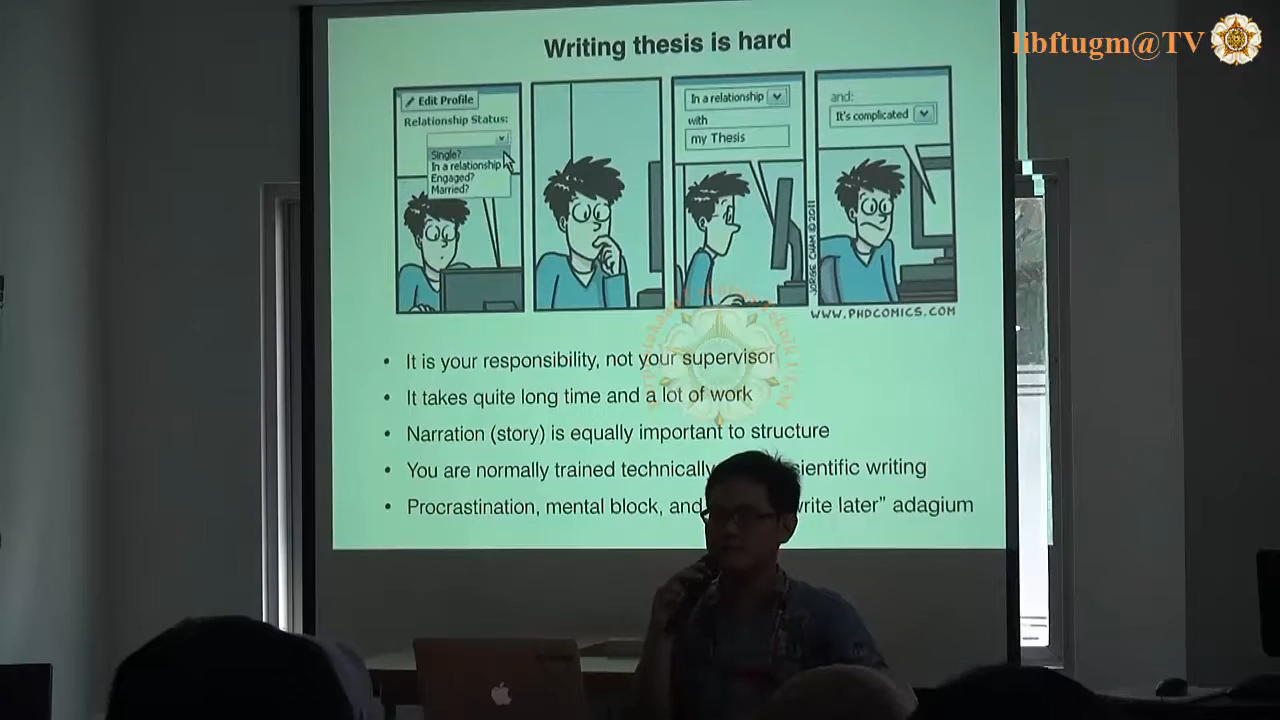 libftugm@TV
Writing thesis is hard
Edit Profile
Relationship Status:
Single?
In a relationship
Engaged?
Married?
In a relationship
with
my Thesis
and:
It's complicated
JORGE CHAM © 2011
WWW.PHDCOMICS.COM
• It is your responsibility, not your supervisor
• It takes quite long time and a lot of work
• Narration (story) is equally important to structure
• You are normally trained technically scientific writing
• Procrastination, mental block, and write later” adagium